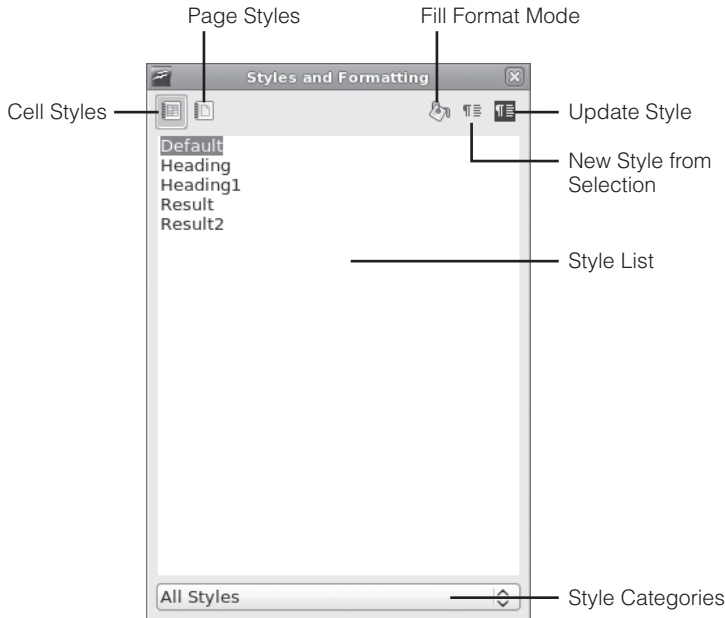 Page Styles
Fill Format Mode
Styles and Formatting
Cell Styles
Update Style
New Style from
Selection
Default
Heading
Heading1
Result
Result2
Style List
All Styles
Style Categories